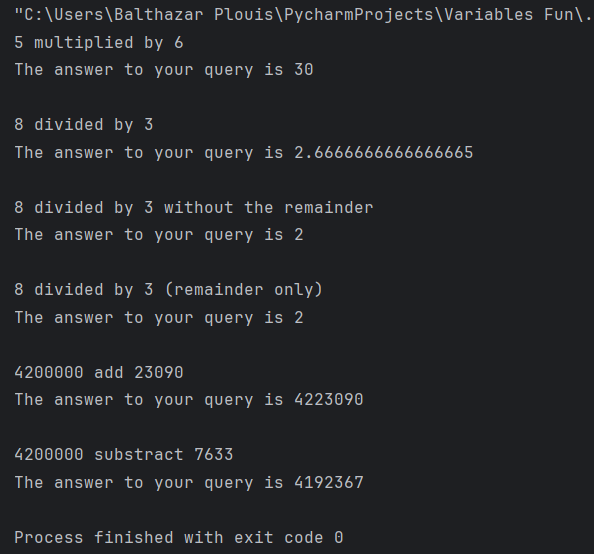 "C:\Users\Balthazar Plouis\PycharmProjects\Variables Fun\.
5 multiplied by 6
The answer to your query is 30
8 divided by 3
The answer to your query is 2.6666666666666665
8 divided by 3 without the remainder
The answer to your query is 2
8 divided by 3 (remainder only)
The answer to your query is 2
4200000 add 23090
The answer to your query is 4223090
4200000 substract 7633
The answer to your query is 4192367
Process finished with exit code 0